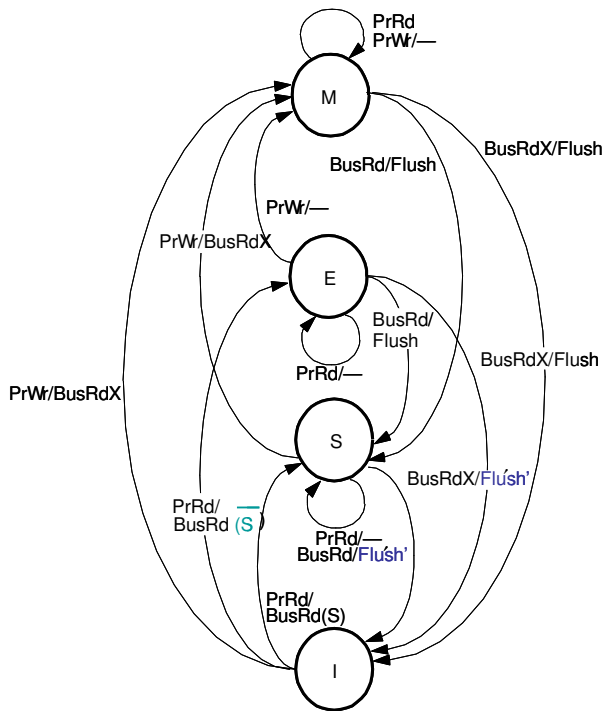 PrRd
PrWr/—
M
BusRdX/Flush
BusRd/Flush
PrWr/—
PrWr/BusRdX
E
BusRd/
Flush
BusRdX/Flush
PrRd/—
PrWr/BusRdX
S
BusRdX/Flush'
PrRd/
BusRd (S̅)
PrRd/—
BusRd/Flush'
PrRd/
BusRd(S)
I